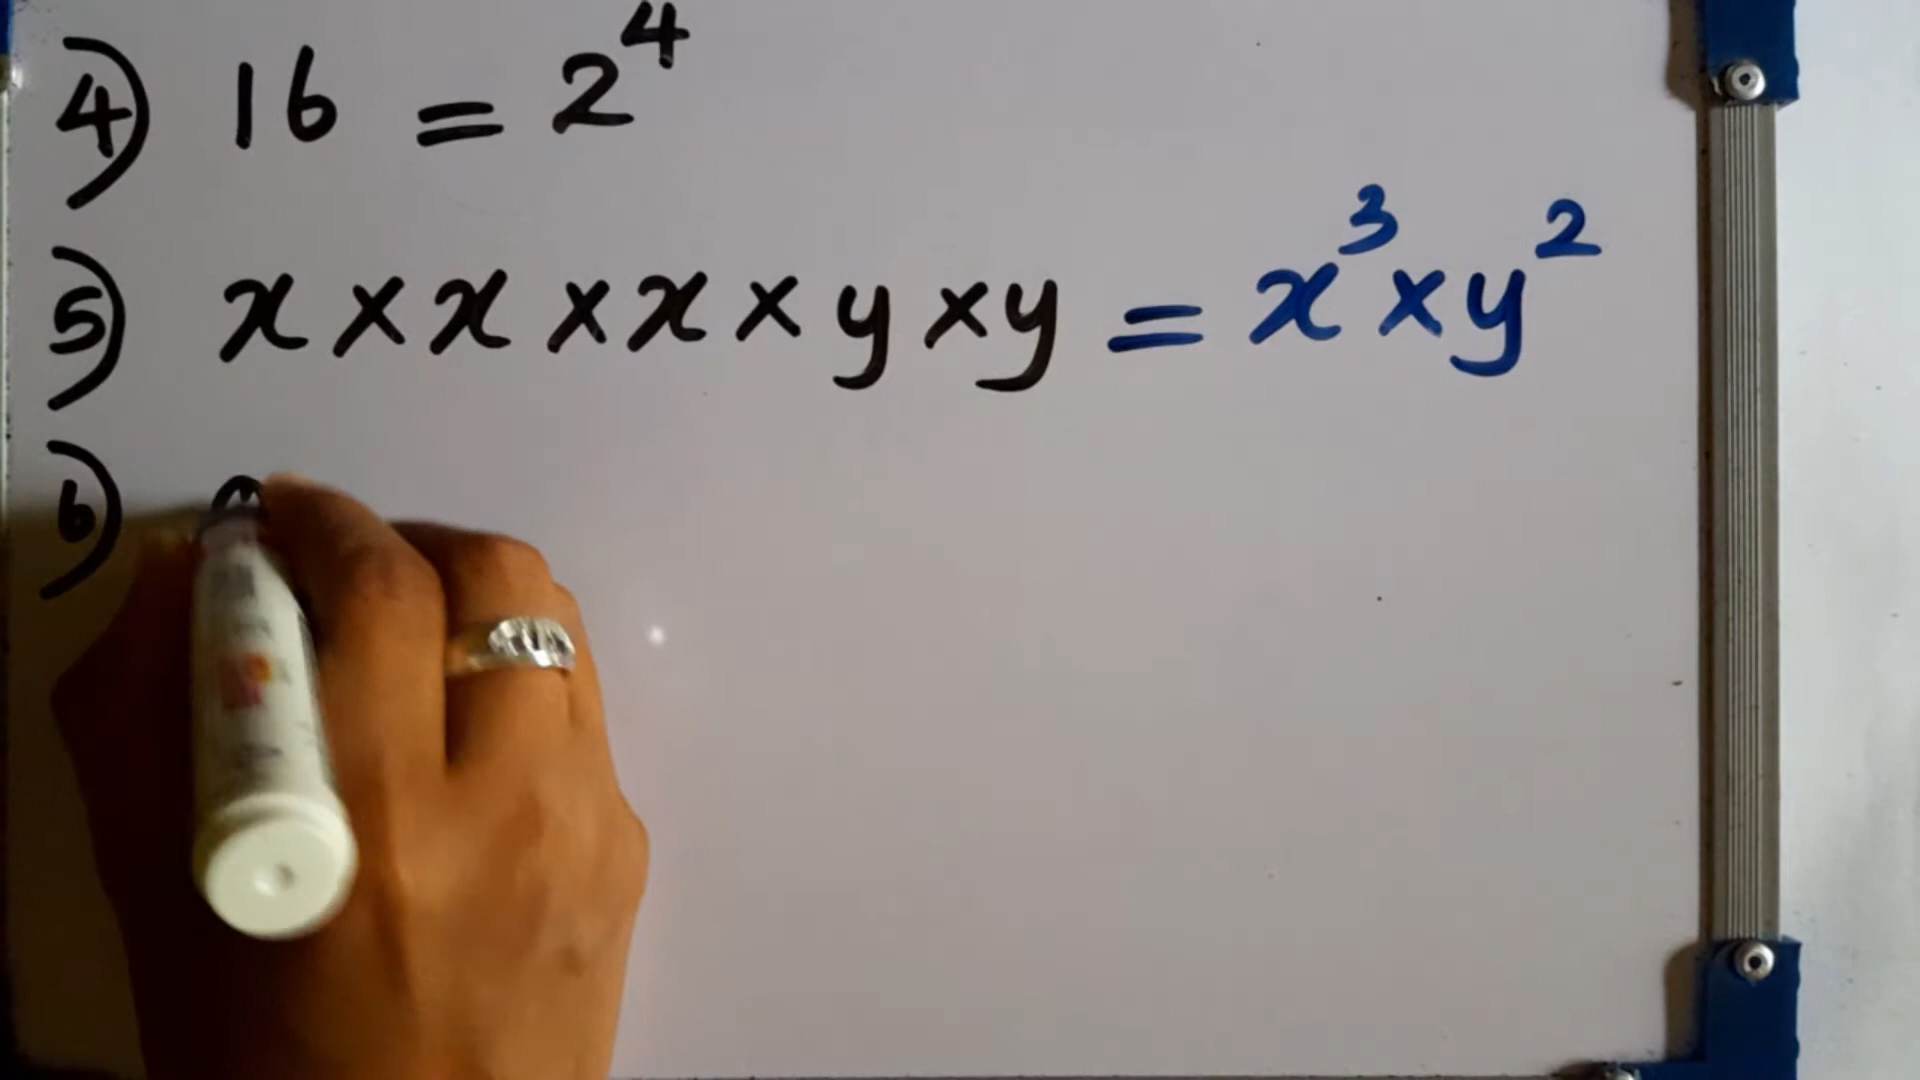 4) 16 = 2⁴
5) x × x × x × y × y = x³ × y²
6)